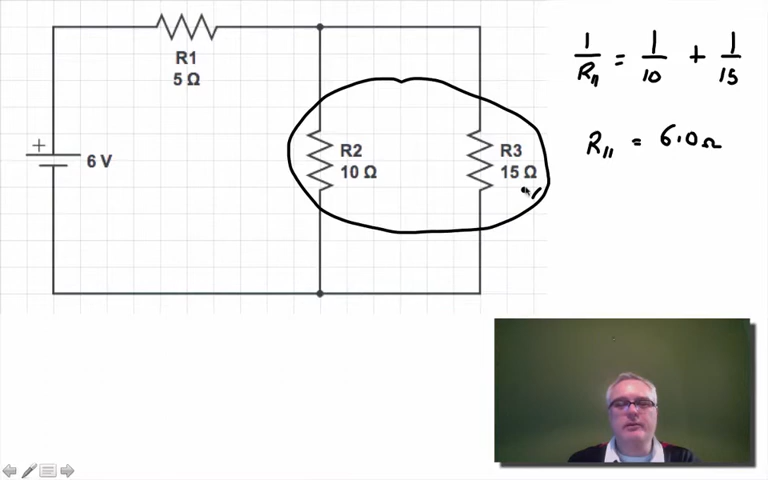 R1
5 Ω
+
6 V
R2
10 Ω
R3
15 Ω
1/R∥ = 1/10 + 1/15
R∥ = 6.0Ω